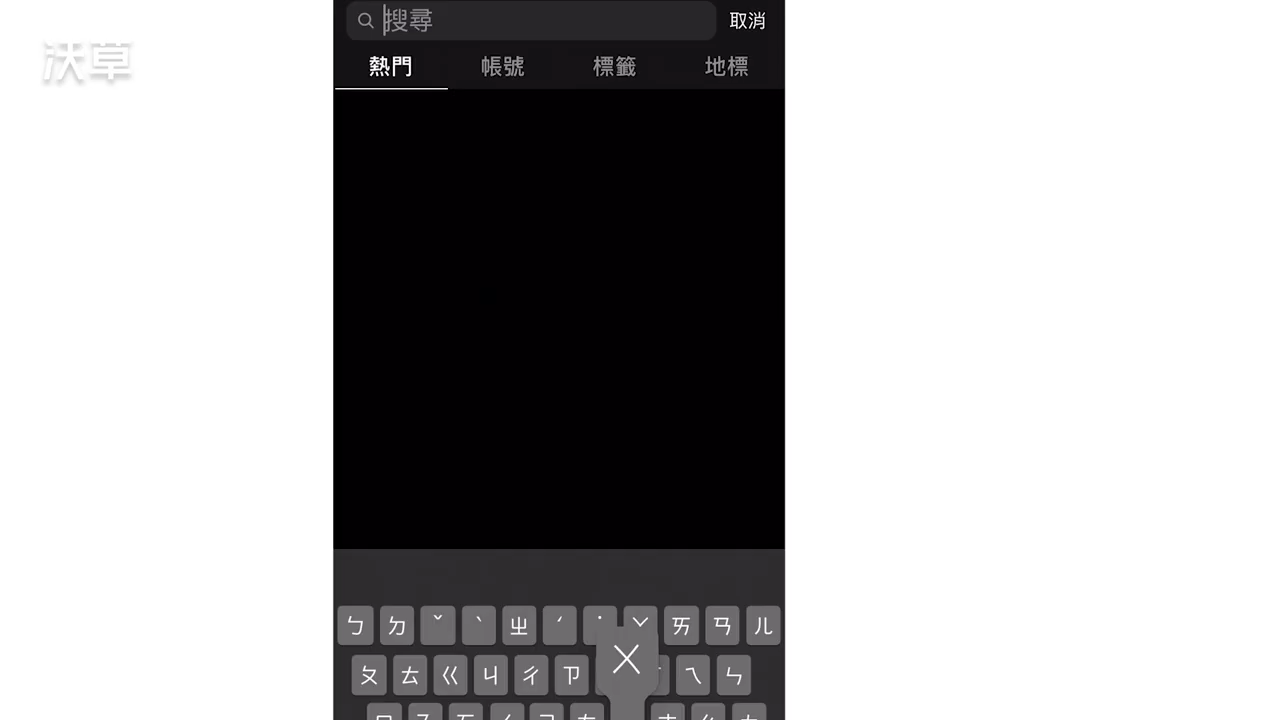 沃草
搜尋
取消
熱門 帳號 標籤 地標
ㄅ ㄉ ˇ ˋ ㄓ ˊ ˙ ㄞ ㄢ ㄦ
ㄆ ㄊ ㄍ ㄐ ㄔ ㄗ ㄨ ㄟ ㄣ